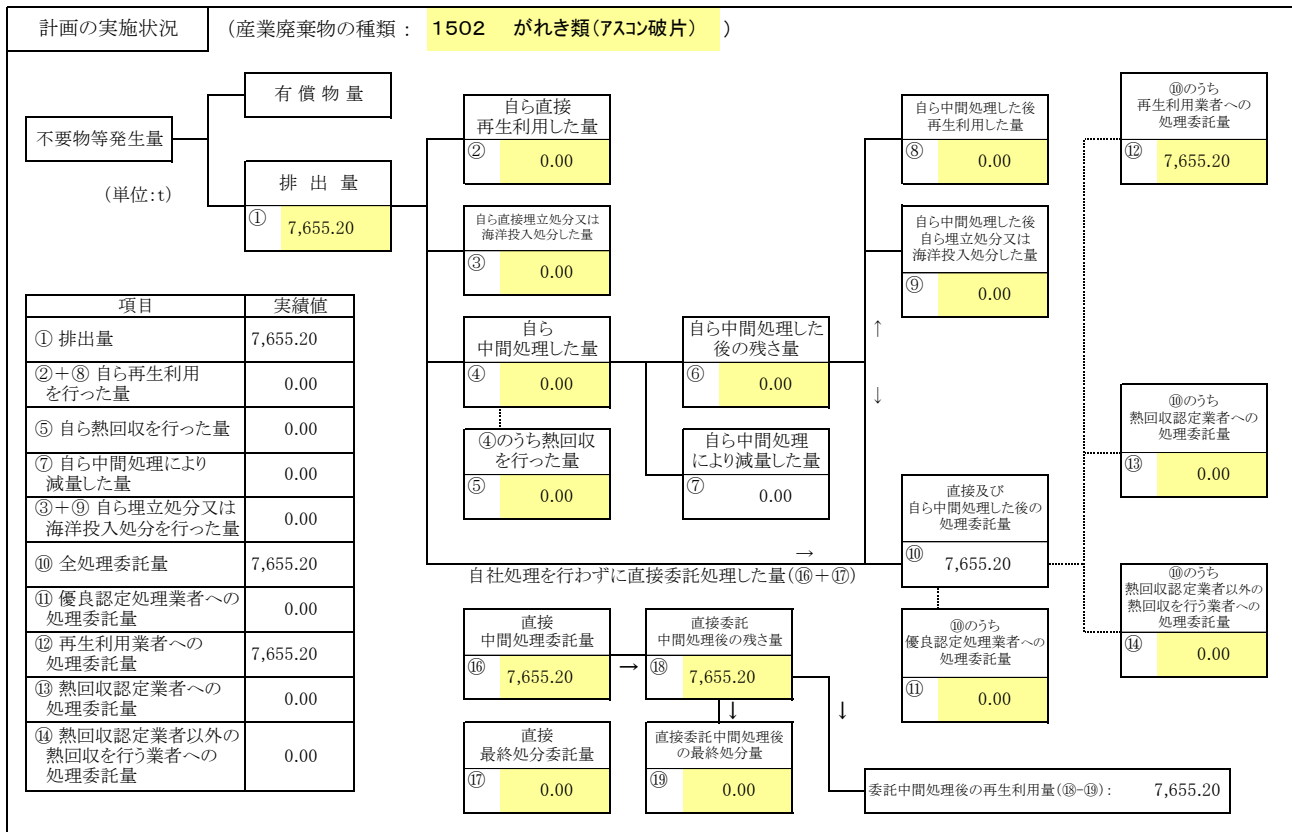 計画の実施状況
(産業廃棄物の種類： 1502 がれき類(アスコン破片) )
有 償 物 量
不要物等発生量
(単位:t)
排 出 量
① 7,655.20
自ら直接
再生利用した量
② 0.00
自ら直接埋立処分又は
海洋投入処分した量
③ 0.00
自ら
中間処理した量
④ 0.00
④のうち熱回収
を行った量
⑤ 0.00
自ら中間処理した
後の残さ量
⑥ 0.00
自ら中間処理
により減量した量
⑦ 0.00
自ら中間処理した後
再生利用した量
⑧ 0.00
自ら中間処理した後
自ら埋立処分又は
海洋投入処分した量
⑨ 0.00
↑
↓
直接及び
自ら中間処理した後の
処理委託量
⑩ 7,655.20
⑩のうち
優良認定処理業者への
処理委託量
⑪ 0.00
⑩のうち
再生利用業者への
処理委託量
⑫ 7,655.20
⑩のうち
熱回収認定業者への
処理委託量
⑬ 0.00
⑩のうち
熱回収認定業者以外の
熱回収を行う業者への
処理委託量
⑭ 0.00
→
自社処理を行わずに直接委託処理した量(⑯+⑰)
直接
中間処理委託量
⑯ 7,655.20
→
直接委託
中間処理後の残さ量
⑱ 7,655.20
↓
↓
直接
最終処分委託量
⑰ 0.00
直接委託中間処理後
の最終処分量
⑲ 0.00
委託中間処理後の再生利用量(⑱-⑲)： 7,655.20
項目 実績値
① 排出量 7,655.20
②+⑧ 自ら再生利用
を行った量 0.00
⑤ 自ら熱回収を行った量 0.00
⑦ 自ら中間処理により
減量した量 0.00
③+⑨ 自ら埋立処分又は
海洋投入処分を行った量 0.00
⑩ 全処理委託量 7,655.20
⑪ 優良認定処理業者への
処理委託量 0.00
⑫ 再生利用業者への
処理委託量 7,655.20
⑬ 熱回収認定業者への
処理委託量 0.00
⑭ 熱回収認定業者以外の
熱回収を行う業者への
処理委託量 0.00